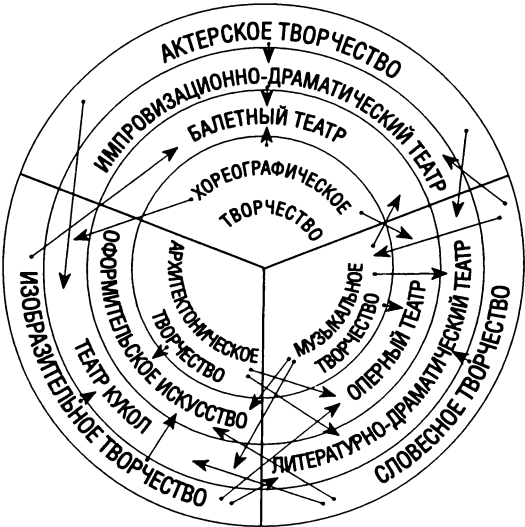 АКТЕРСКОЕ ТВОРЧЕСТВО
ИМПРОВИЗАЦИОННО-ДРАМАТИЧЕСКИЙ ТЕАТР
БАЛЕТНЫЙ ТЕАТР
ХОРЕОГРАФИЧЕСКОЕ
ТВОРЧЕСТВО
ИЗОБРАЗИТЕЛЬНОЕ ТВОРЧЕСТВО
ТЕАТР КУКОЛ
ОФОРМИТЕЛЬСКОЕ ИСКУССТВО
АРХИТЕКТОНИЧЕСКОЕ
ТВОРЧЕСТВО
МУЗЫКАЛЬНОЕ
ТВОРЧЕСТВО
ОПЕРНЫЙ ТЕАТР
ЛИТЕРАТУРНО-ДРАМАТИЧЕСКИЙ ТЕАТР
СЛОВЕСНОЕ ТВОРЧЕСТВО